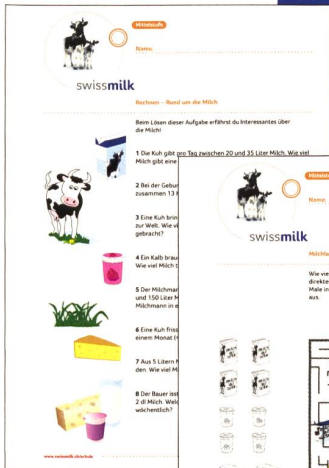 Mittelstufe
Name:
swissmilk
Rechnen – Rund um die Milch
Beim Lösen dieser Aufgabe erfährst du Interessantes über
die Milch!
1 Die Kuh gibt pro Tag zwischen 20 und 35 Liter Milch. Wie viel
Milch gibt eine
2 Bei der Gebur
zusammen 13
3 Eine Kuh brin
zur Welt. Wie vi
gebracht?
4 Ein Kalb brau
Wie viel Milch t
5 Der Milchmar
und 150 Liter M
Milchmann in e
6 Eine Kuh friss
einem Monat
7 Aus 5 Litern
den. Wie viel M
8 Der Bauer isst
2 dl Milch. Welc
wöchentlich?
www.swissmilk.ch/schule
Name:
swissmilk
Wie vie
direkte
Male in
aus.